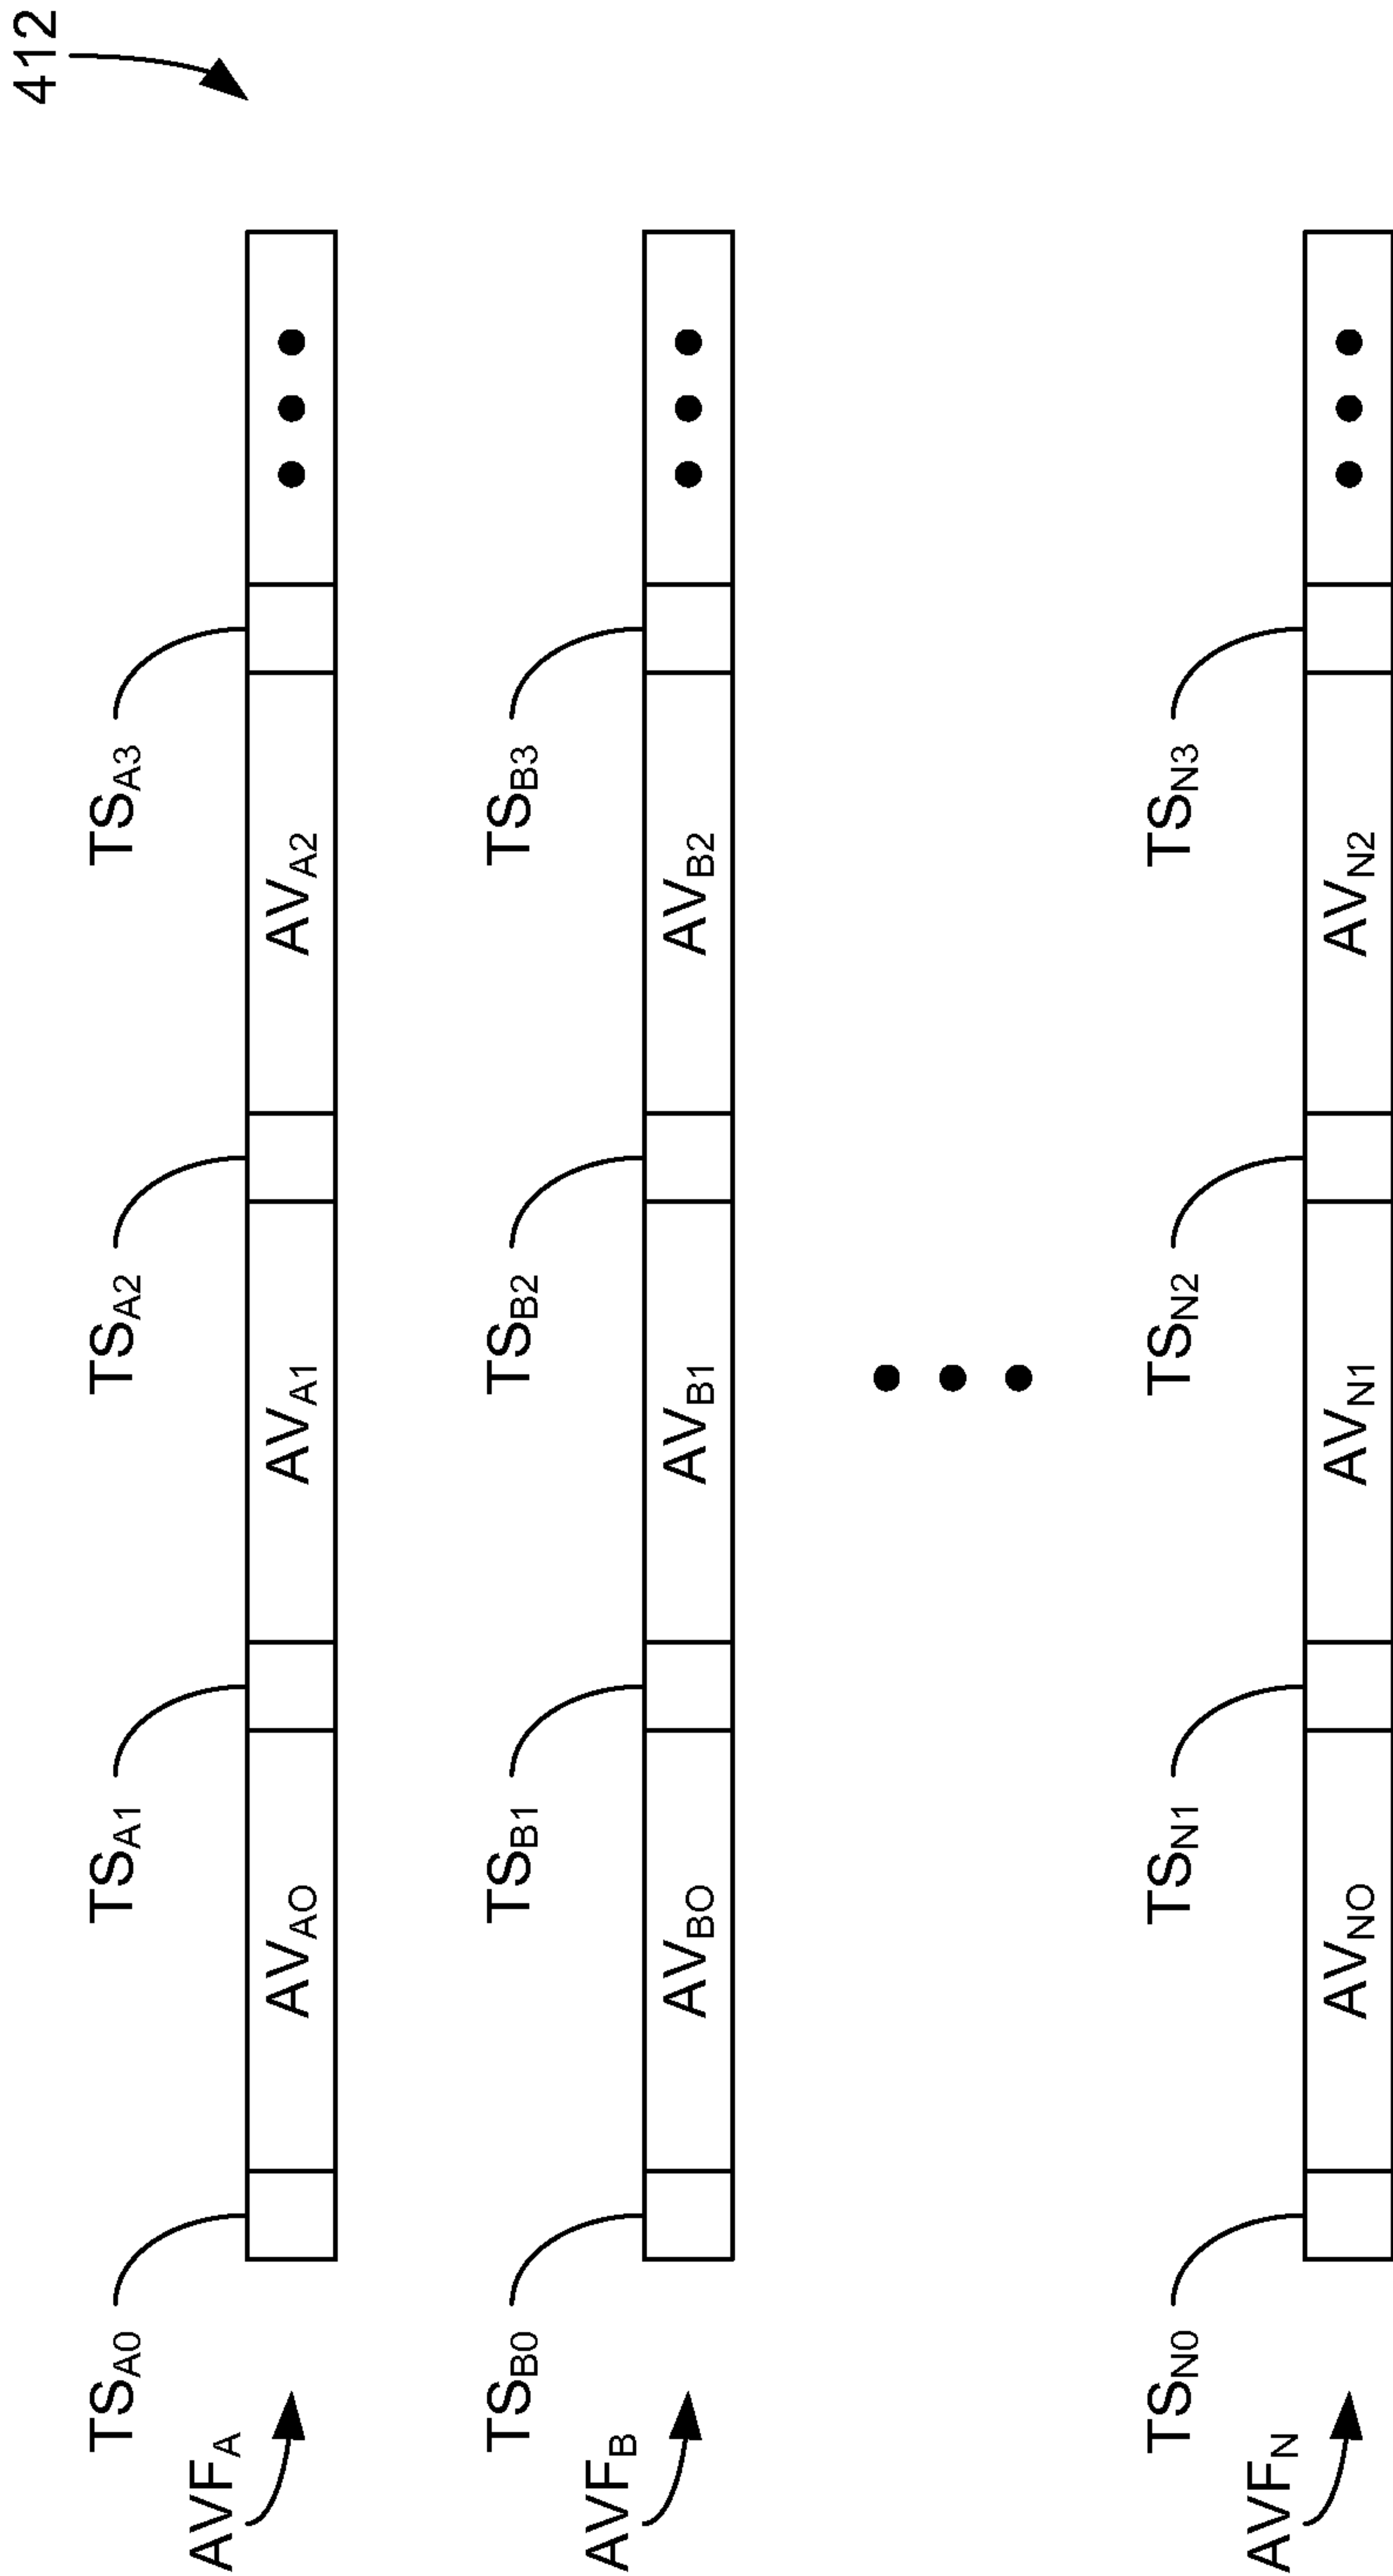 412
TSA0 TSA1 TSA2 TSA3
AVFA
AVAO AVA1 AVA2
TSB0 TSB1 TSB2 TSB3
AVFB
AVBO AVB1 AVB2
TSN0 TSN1 TSN2 TSN3
AVFN
AVNO AVN1 AVN2